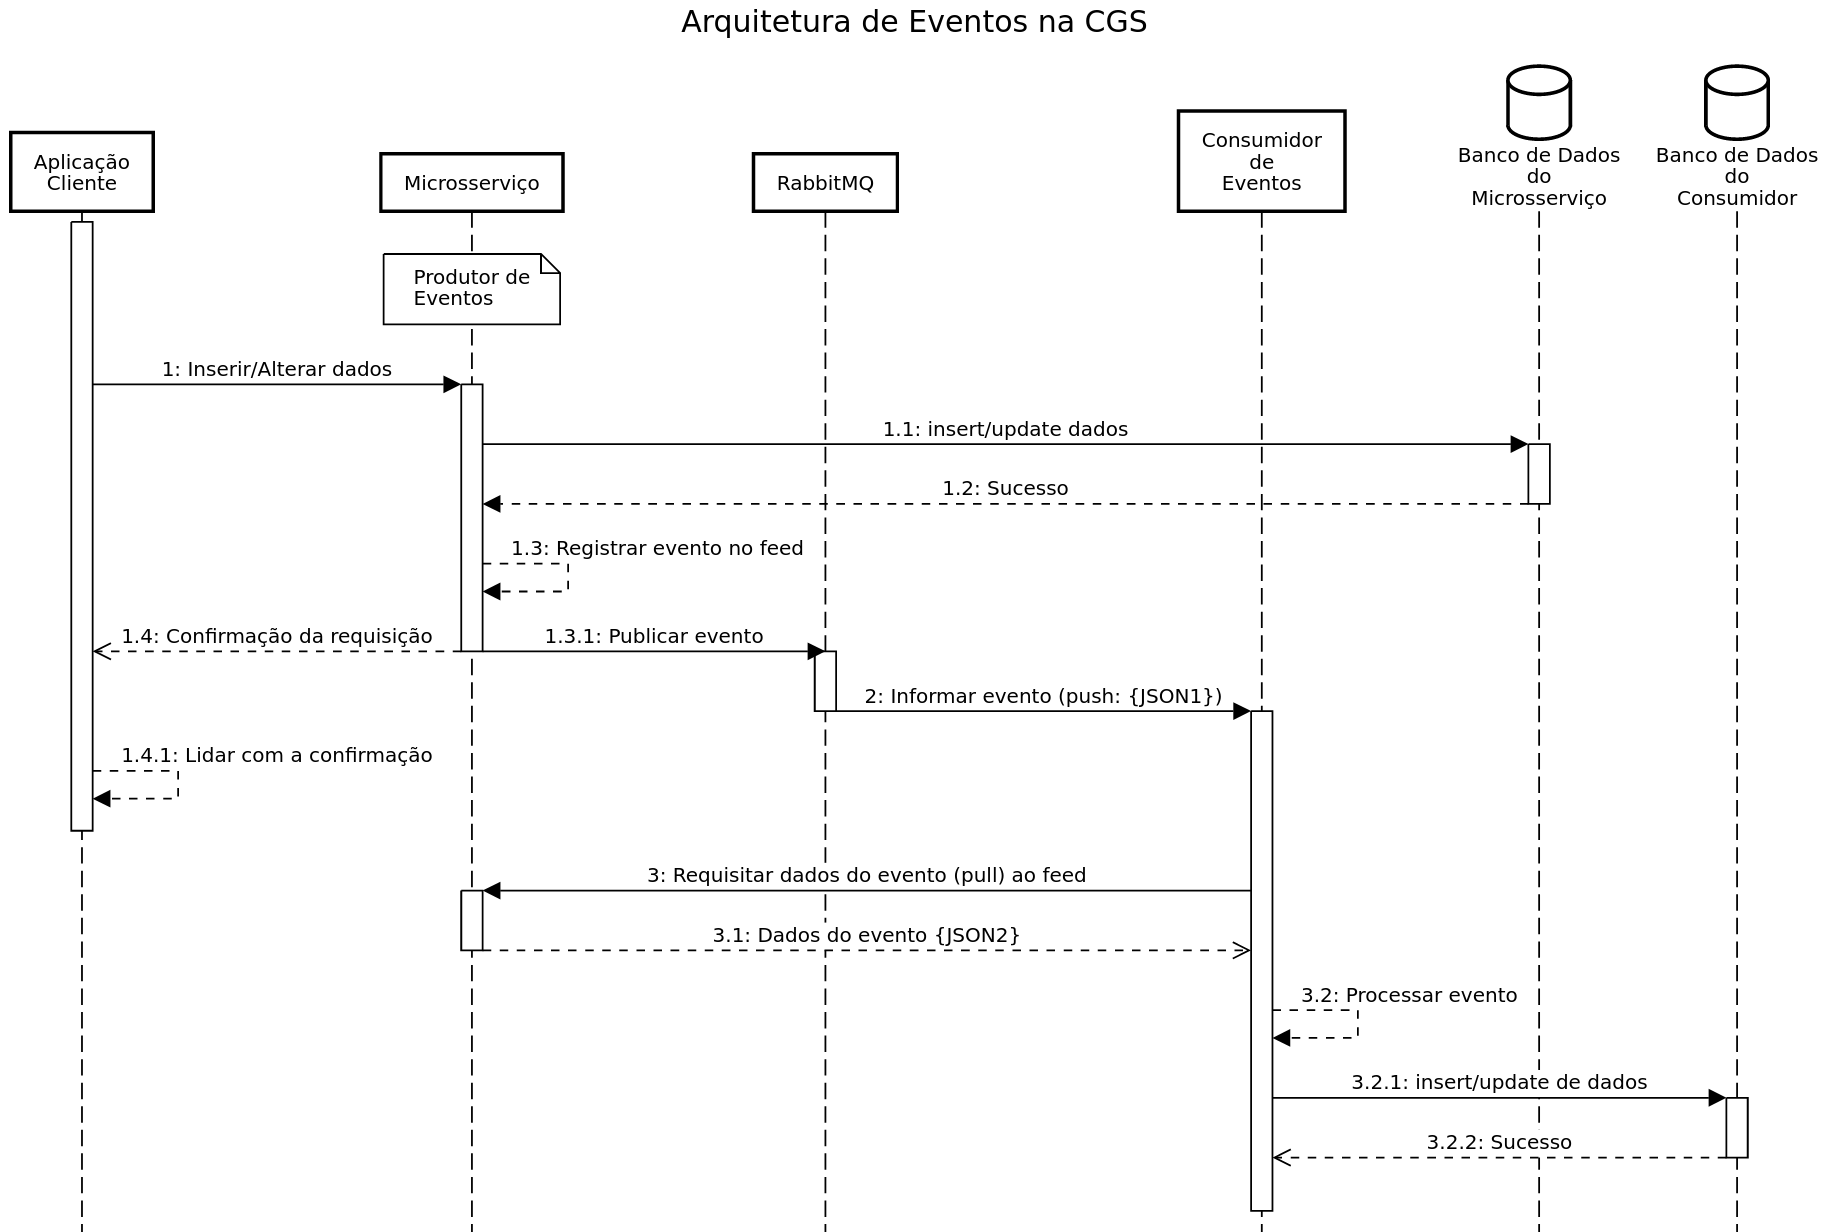 Arquitetura de Eventos na CGS
Aplicação
Cliente
Microsserviço
RabbitMQ
Consumidor
de
Eventos
Banco de Dados
do
Microsserviço
Banco de Dados
do
Consumidor
Produtor de
Eventos
1: Inserir/Alterar dados
1.1: insert/update dados
1.2: Sucesso
1.3: Registrar evento no feed
1.4: Confirmação da requisição
1.3.1: Publicar evento
2: Informar evento (push: {JSON1})
1.4.1: Lidar com a confirmação
3: Requisitar dados do evento (pull) ao feed
3.1: Dados do evento {JSON2}
3.2: Processar evento
3.2.1: insert/update de dados
3.2.2: Sucesso